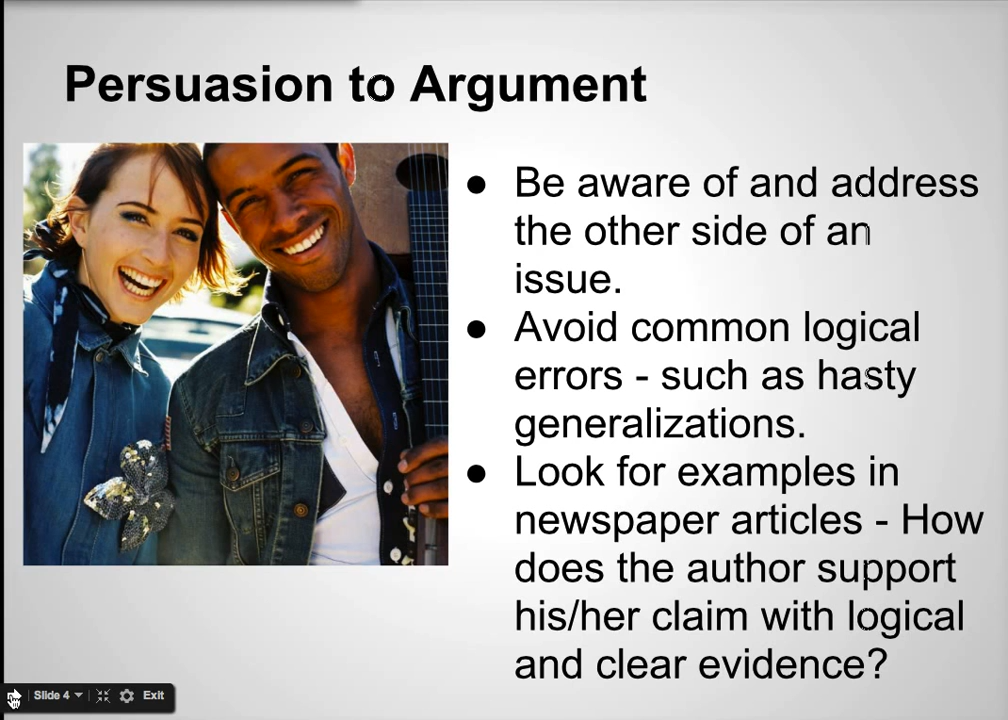 Persuasion to Argument
● Be aware of and address
the other side of an
issue.
● Avoid common logical
errors - such as hasty
generalizations.
● Look for examples in
newspaper articles - How
does the author support
his/her claim with logical
and clear evidence?
Slide 4 Exit